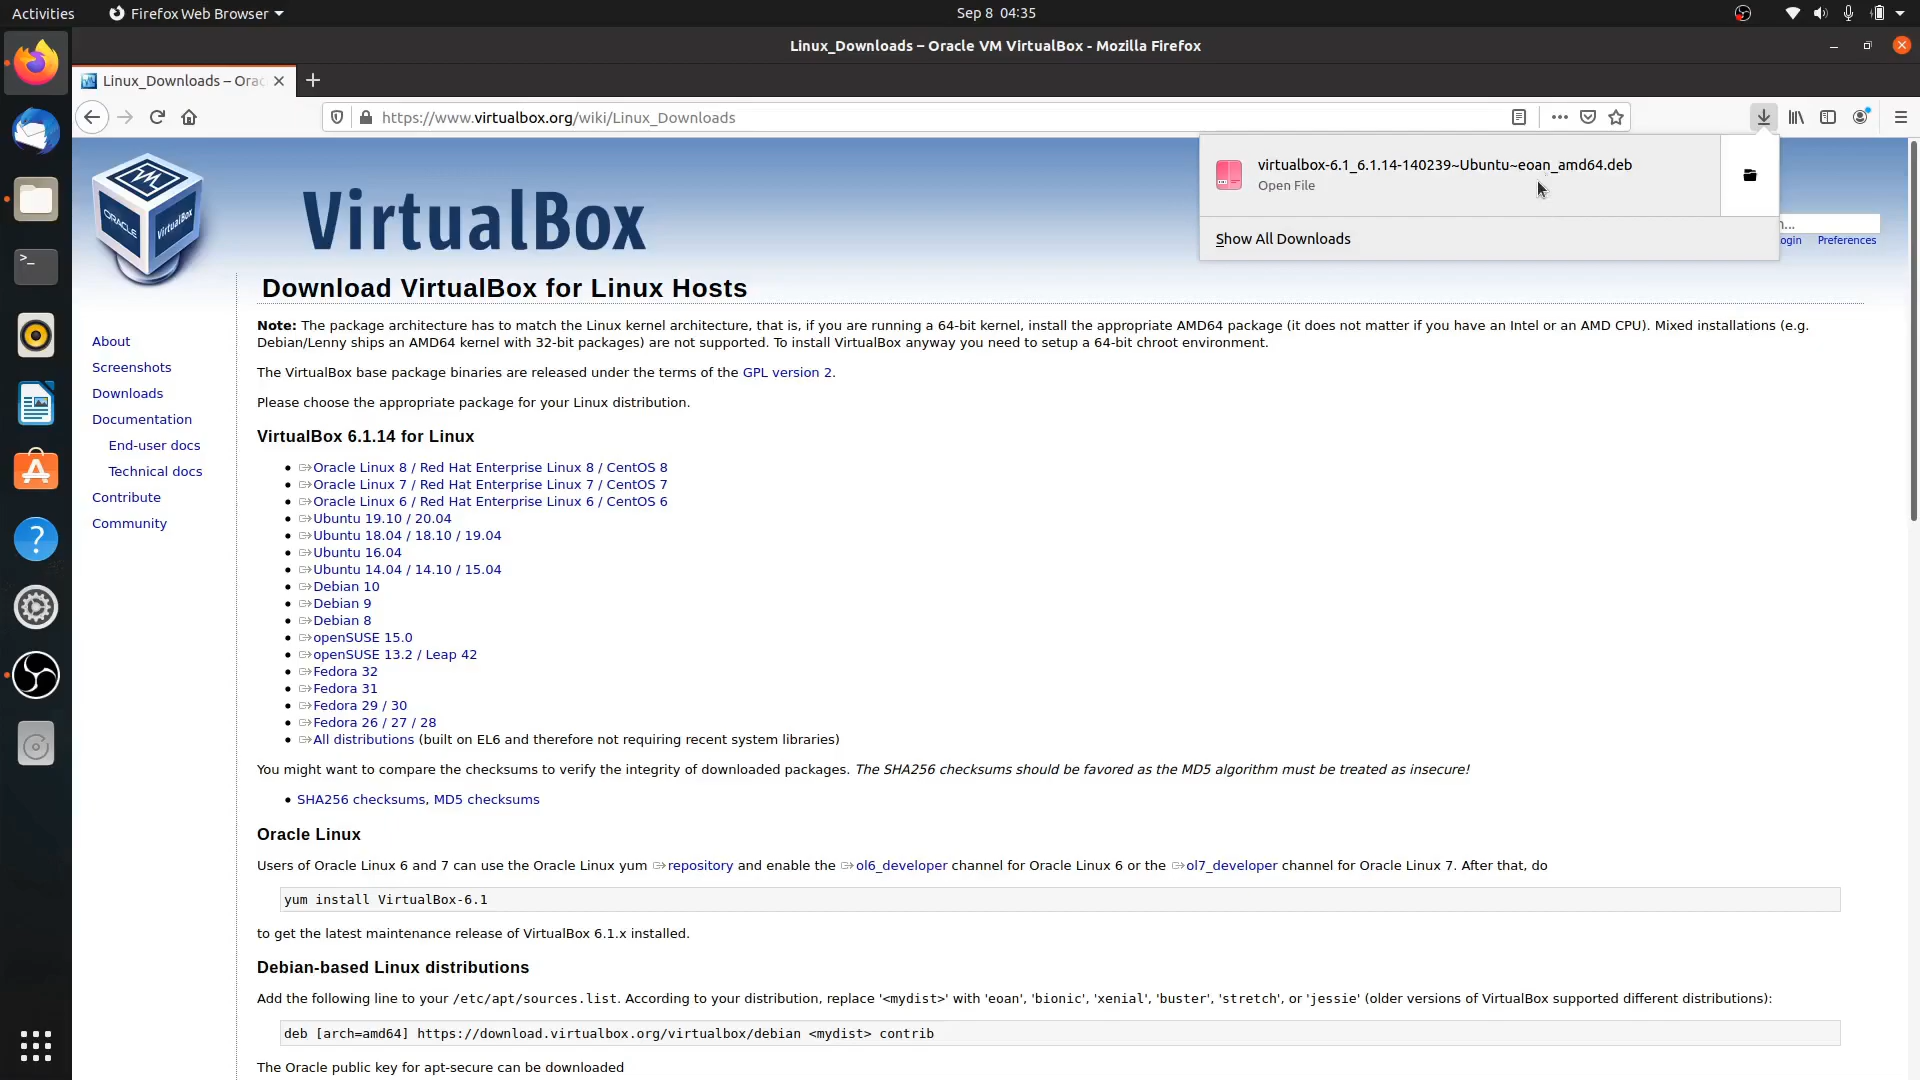 Activities
Firefox Web Browser
Sep 8 04:35
Linux_Downloads – Oracle VM VirtualBox - Mozilla Firefox
Linux_Downloads – Orac
https://www.virtualbox.org/wiki/Linux_Downloads
virtualbox-6.1_6.1.14-140239~Ubuntu~eoan_amd64.deb
Open File
Show All Downloads
ORACLE
VirtualBox
VirtualBox
n...
ogin
Preferences
Download VirtualBox for Linux Hosts
About
Screenshots
Downloads
Documentation
End-user docs
Technical docs
Contribute
Community
Note: The package architecture has to match the Linux kernel architecture, that is, if you are running a 64-bit kernel, install the appropriate AMD64 package (it does not matter if you have an Intel or an AMD CPU). Mixed installations (e.g.
Debian/Lenny ships an AMD64 kernel with 32-bit packages) are not supported. To install VirtualBox anyway you need to setup a 64-bit chroot environment.
The VirtualBox base package binaries are released under the terms of the GPL version 2.
Please choose the appropriate package for your Linux distribution.
VirtualBox 6.1.14 for Linux
Oracle Linux 8 / Red Hat Enterprise Linux 8 / CentOS 8
Oracle Linux 7 / Red Hat Enterprise Linux 7 / CentOS 7
Oracle Linux 6 / Red Hat Enterprise Linux 6 / CentOS 6
Ubuntu 19.10 / 20.04
Ubuntu 18.04 / 18.10 / 19.04
Ubuntu 16.04
Ubuntu 14.04 / 14.10 / 15.04
Debian 10
Debian 9
Debian 8
openSUSE 15.0
openSUSE 13.2 / Leap 42
Fedora 32
Fedora 31
Fedora 29 / 30
Fedora 26 / 27 / 28
All distributions (built on EL6 and therefore not requiring recent system libraries)
You might want to compare the checksums to verify the integrity of downloaded packages. The SHA256 checksums should be favored as the MD5 algorithm must be treated as insecure!
SHA256 checksums, MD5 checksums
Oracle Linux
Users of Oracle Linux 6 and 7 can use the Oracle Linux yum repository and enable the ol6_developer channel for Oracle Linux 6 or the ol7_developer channel for Oracle Linux 7. After that, do
yum install VirtualBox-6.1
to get the latest maintenance release of VirtualBox 6.1.x installed.
Debian-based Linux distributions
Add the following line to your /etc/apt/sources.list. According to your distribution, replace '<mydist>' with 'eoan', 'bionic', 'xenial', 'buster', 'stretch', or 'jessie' (older versions of VirtualBox supported different distributions):
deb [arch=amd64] https://download.virtualbox.org/virtualbox/debian <mydist> contrib
The Oracle public key for apt-secure can be downloaded